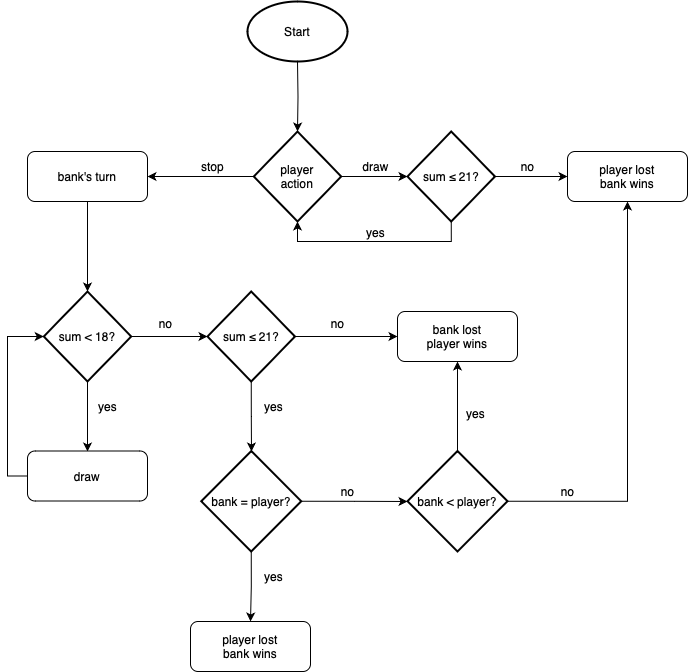 Start
stop
player
action
draw
sum ≤ 21?
no
player lost
bank wins
bank's turn
yes
sum < 18?
no
sum ≤ 21?
no
bank lost
player wins
yes
yes
yes
draw
bank = player?
no
bank < player?
no
yes
player lost
bank wins